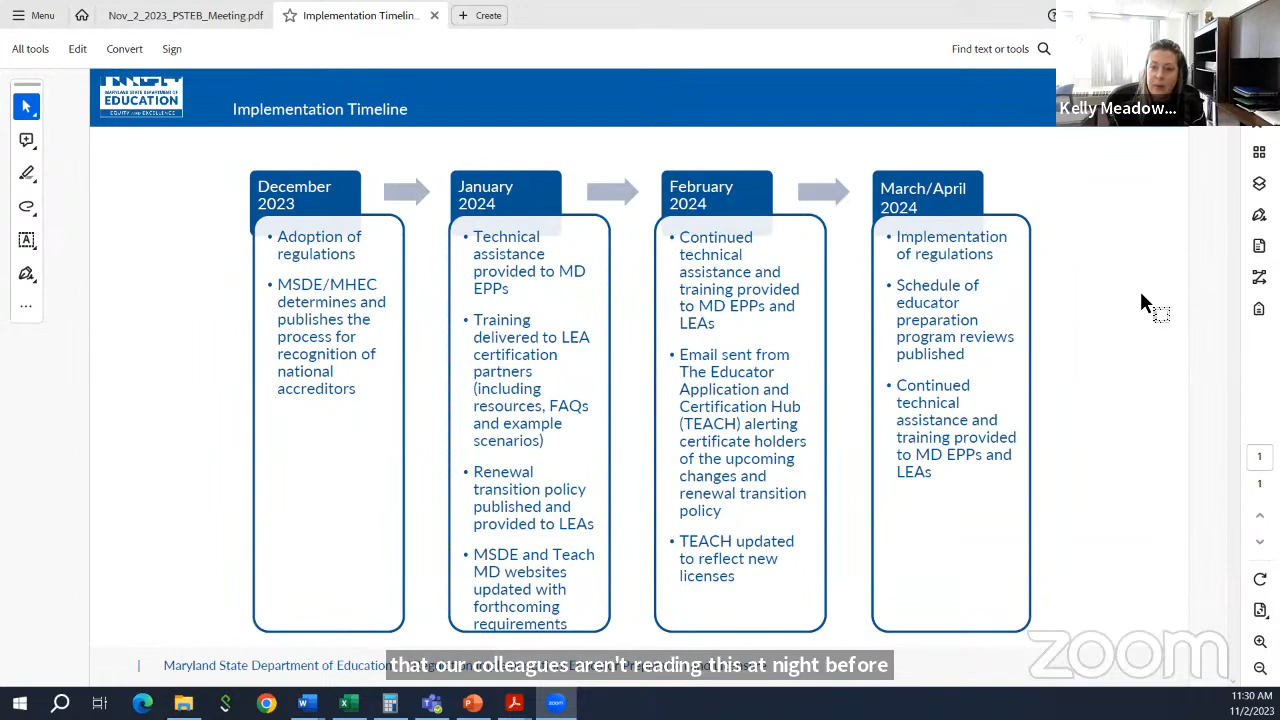 Menu
Nov_2_2023_PSTEB_Meeting.pdf
Implementation Timelin...
Create
All tools
Edit
Convert
Sign
Find text or tools
Kelly Meadow...
MARYLAND STATE DEPARTMENT OF
EDUCATION
EQUITY AND EXCELLENCE
Implementation Timeline
December
2023
• Adoption of
regulations
• MSDE/MHEC
determines and
publishes the
process for
recognition of
national
accreditors
January
2024
• Technical
assistance
provided to MD
EPPs
• Training
delivered to LEA
certification
partners
(including
resources, FAQs
and example
scenarios)
• Renewal
transition policy
published and
provided to LEAs
• MSDE and Teach
MD websites
updated with
forthcoming
requirements
February
2024
• Continued
technical
assistance and
training provided
to MD EPPs and
LEAs
• Email sent from
The Educator
Application and
Certification Hub
(TEACH) alerting
certificate holders
of the upcoming
changes and
renewal transition
policy
• TEACH updated
to reflect new
licenses
March/April
2024
• Implementation
of regulations
• Schedule of
educator
preparation
program reviews
published
• Continued
technical
assistance and
training provided
to MD EPPs and
LEAs
1
1
| Maryland State Department of Education
that our colleagues aren't reading this at night before
zoom
11:30 AM
11/2/2023